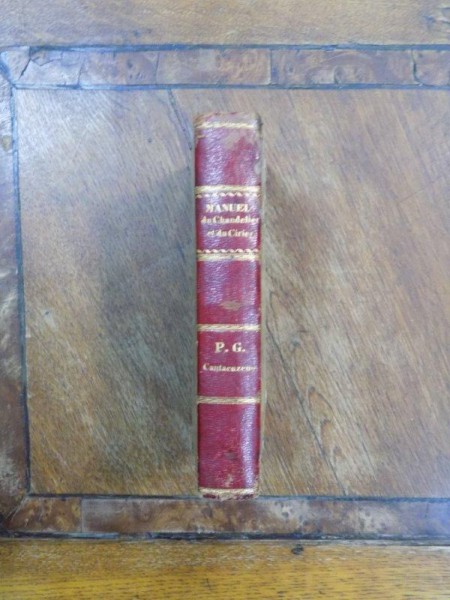 MANUEL
du Chandelier
et du Cirier
P. G.
Cantacuzene